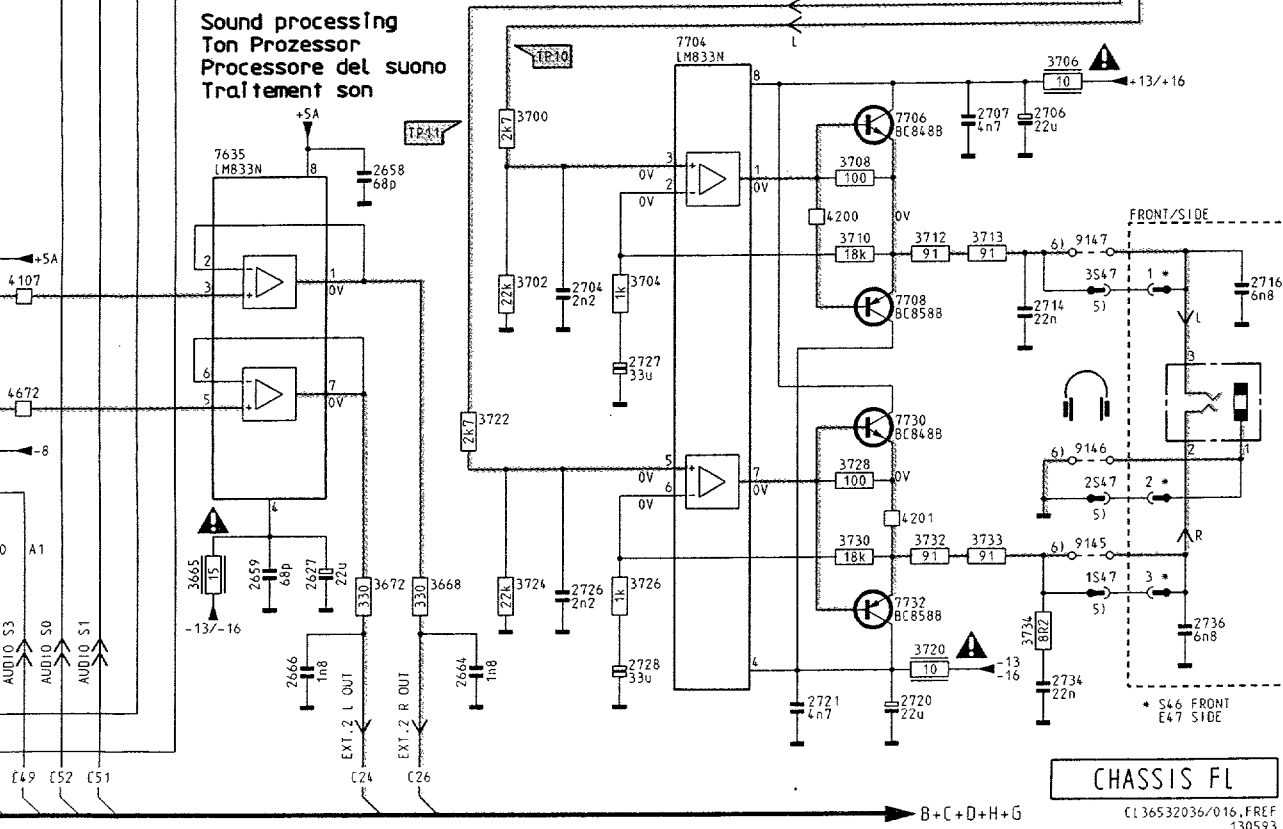 Sound processing
Ton Prozessor
Processore del suono
Traitement son
TP10
TP11
L
7704
LM833N
8
3706
10
+13/+16
+5A
7635
LM833N
8
2658
68p
3700
2k7
3
0V
2
0V
1
0V
7706
BC848B
2707
4n7
2706
22u
3708
100
4200
0V
3710
18k
3712
91
3713
91
FRONT/SIDE
6)
9147
3S47
5)
1 *
2716
6n8
+5A
4107
2
3
1
0V
3702
22k
2704
2n2
3704
1k
7708
BC858B
2714
22n
L
2727
33u
3
6
5
7
0V
4672
-8
3722
2k7
7730
BC848B
6)
9146
2
1
5
0V
6
0V
7
0V
3728
100
0V
2S47
5)
2 *
4
4201
3730
18k
3732
91
3733
91
6)
9145
R
0
A1
3665
15
2659
68p
2627
22u
330
3672
330
3668
3724
22k
2726
2n2
3726
1k
7732
BC858B
1S47
5)
3 *
-13/-16
3734
8R2
2736
6n8
AUDIO S3
AUDIO S0
AUDIO S1
2666
1n8
2664
1n8
2728
33u
4
3720
10
-13
-16
2734
22n
EXT.2 L OUT
EXT.2 R OUT
2721
4n7
2720
22u
* S46 FRONT
E47 SIDE
C49
C52
C51
C24
C26
CHASSIS FL
B+C+D+H+G
CL36532036/016.FREF
130593